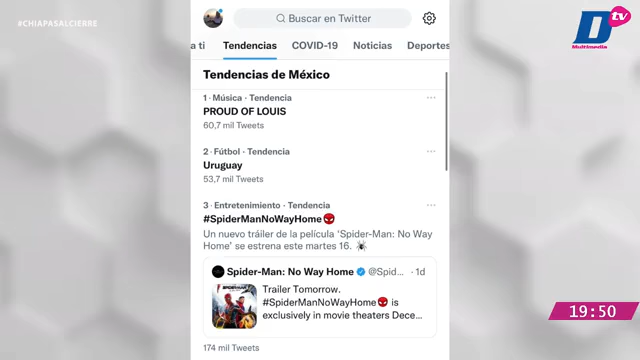 #CHIAPASALCIERRE
Buscar en Twitter
D tv
Multimedia
a ti Tendencias COVID-19 Noticias Deportes
Tendencias de México
1 · Música · Tendencia
PROUD OF LOUIS
60,7 mil Tweets
2 · Fútbol · Tendencia
Uruguay
53,7 mil Tweets
3 · Entretenimiento · Tendencia
#SpiderManNoWayHome
Un nuevo tráiler de la película ‘Spider-Man: No Way
Home’ se estrena este martes 16. 🕷
Spider-Man: No Way Home @Spid... · 1d
Trailer Tomorrow.
#SpiderManNoWayHome is
exclusively in movie theaters Dece...
174 mil Tweets
19:50